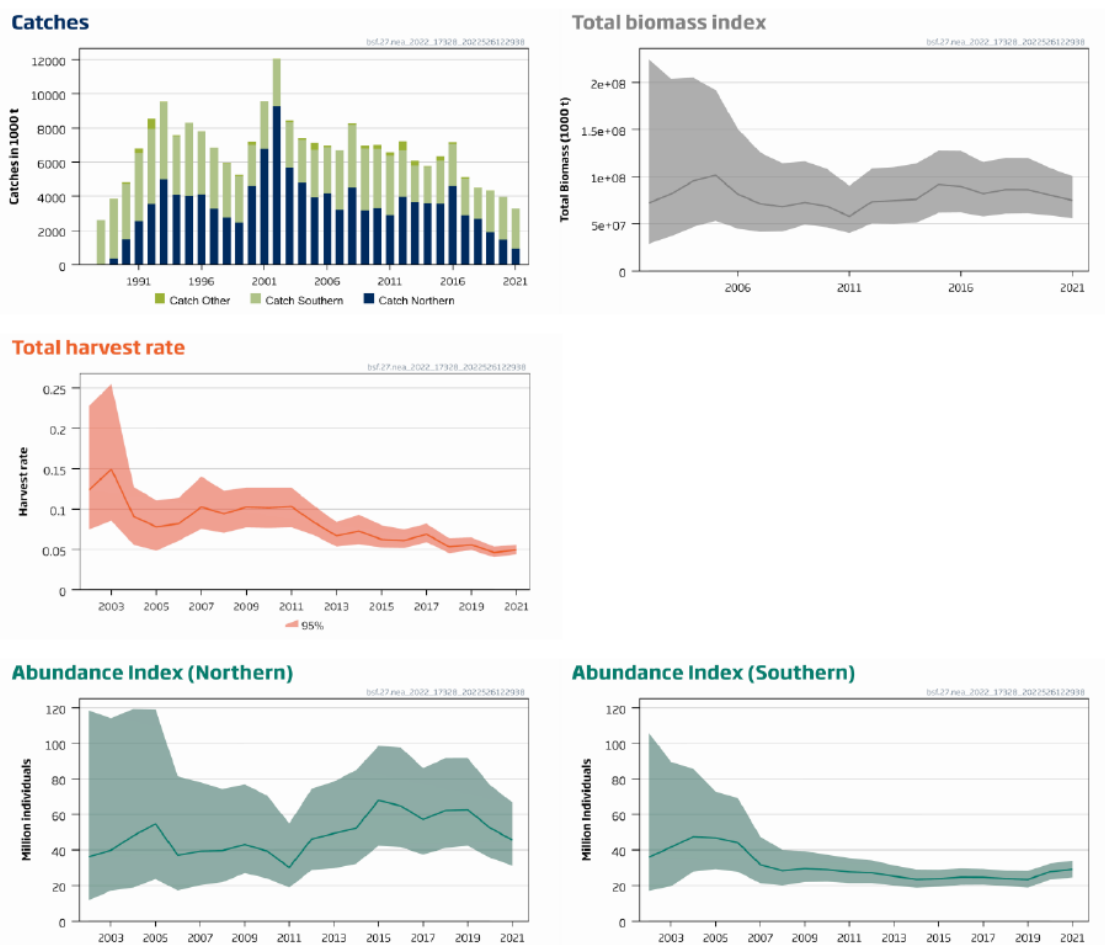 Catches
bsf.27.nea_2022_17328_2022526122938
Catches in 1000 t
12000
10000
8000
6000
4000
2000
0
1991 1996 2001 2006 2011 2016 2021
Catch Other Catch Southern Catch Northern
Total biomass index
bsf.27.nea_2022_17328_2022526122938
Total Biomass (1000 t)
2e+08
1.5e+08
1e+08
5e+07
0
2006 2011 2016 2021
Total harvest rate
bsf.27.nea_2022_17328_2022526122938
Harvest rate
0.25
0.2
0.15
0.1
0.05
0
2003 2005 2007 2009 2011 2013 2015 2017 2019 2021
95%
Abundance Index (Northern)
bsf.27.nea_2022_17328_2022526122938
Million individuals
120
100
80
60
40
20
0
2003 2005 2007 2009 2011 2013 2015 2017 2019 2021
Abundance Index (Southern)
bsf.27.nea_2022_17328_2022526122938
Million individuals
120
100
80
60
40
20
0
2003 2005 2007 2009 2011 2013 2015 2017 2019 2021